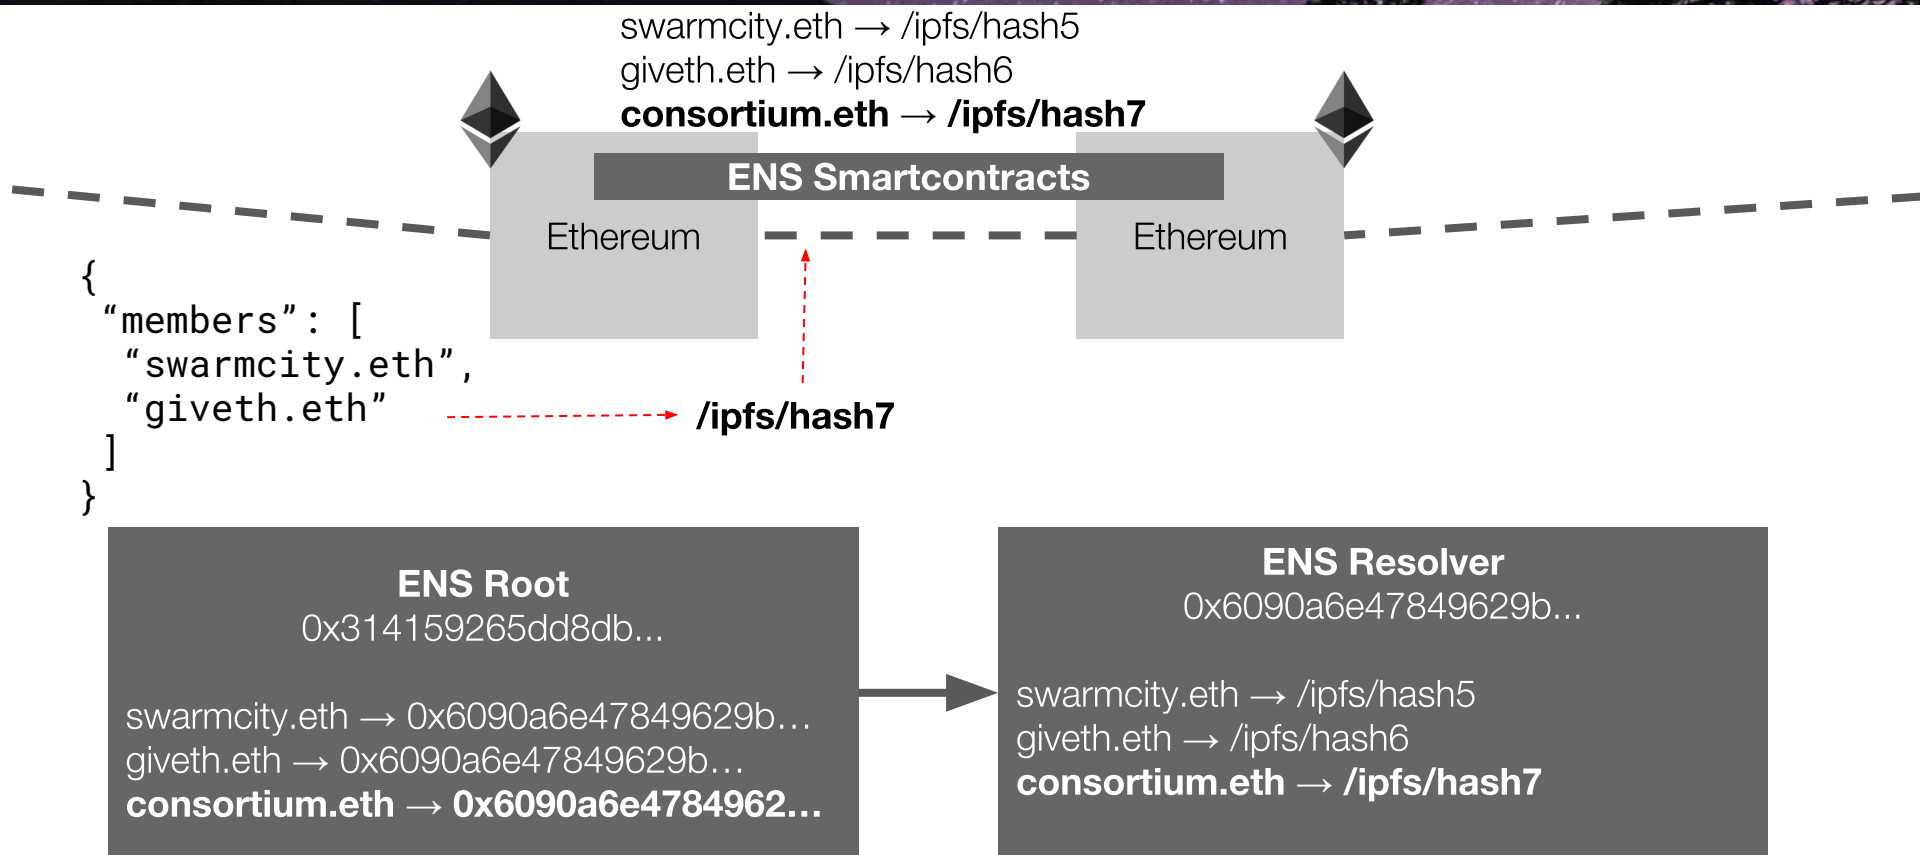 swarmcity.eth → /ipfs/hash5
giveth.eth → /ipfs/hash6
consortium.eth → /ipfs/hash7
ENS Smartcontracts
Ethereum
Ethereum
{
“members”: [
“swarmcity.eth”,
“giveth.eth”
]
}
/ipfs/hash7
ENS Root
0x314159265dd8db...
swarmcity.eth → 0x6090a6e47849629b…
giveth.eth → 0x6090a6e47849629b…
consortium.eth → 0x6090a6e4784962…
ENS Resolver
0x6090a6e47849629b...
swarmcity.eth → /ipfs/hash5
giveth.eth → /ipfs/hash6
consortium.eth → /ipfs/hash7